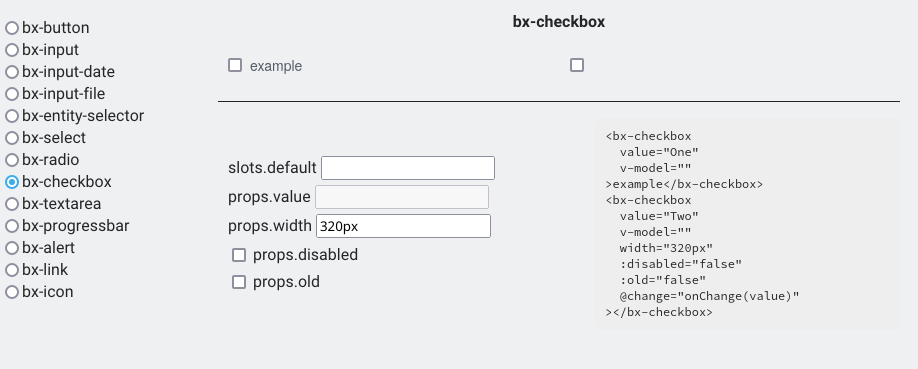 bx-button
bx-input
bx-input-date
bx-input-file
bx-entity-selector
bx-select
bx-radio
bx-checkbox
bx-textarea
bx-progressbar
bx-alert
bx-link
bx-icon
bx-checkbox
example
slots.default
props.value
props.width 320px
props.disabled
props.old
<bx-checkbox
  value="One"
  v-model=""
>example</bx-checkbox>
<bx-checkbox
  value="Two"
  v-model=""
  width="320px"
  :disabled="false"
  :old="false"
  @change="onChange(value)"
></bx-checkbox>